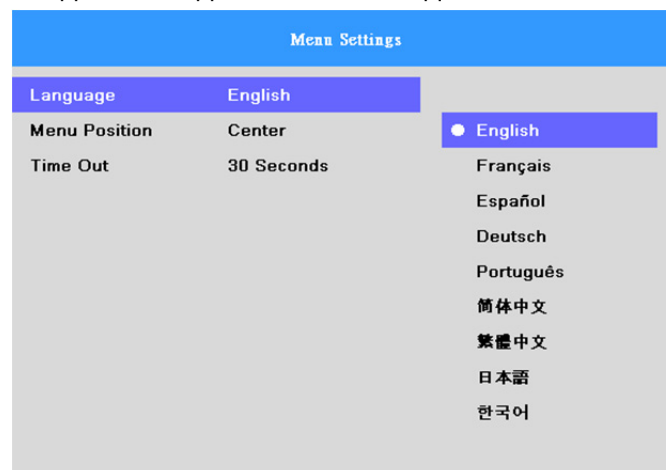 Menu Settings
Language English
Menu Position Center
Time Out 30 Seconds
English
Français
Español
Deutsch
Português
简体中文
繁體中文
日本語
한국어